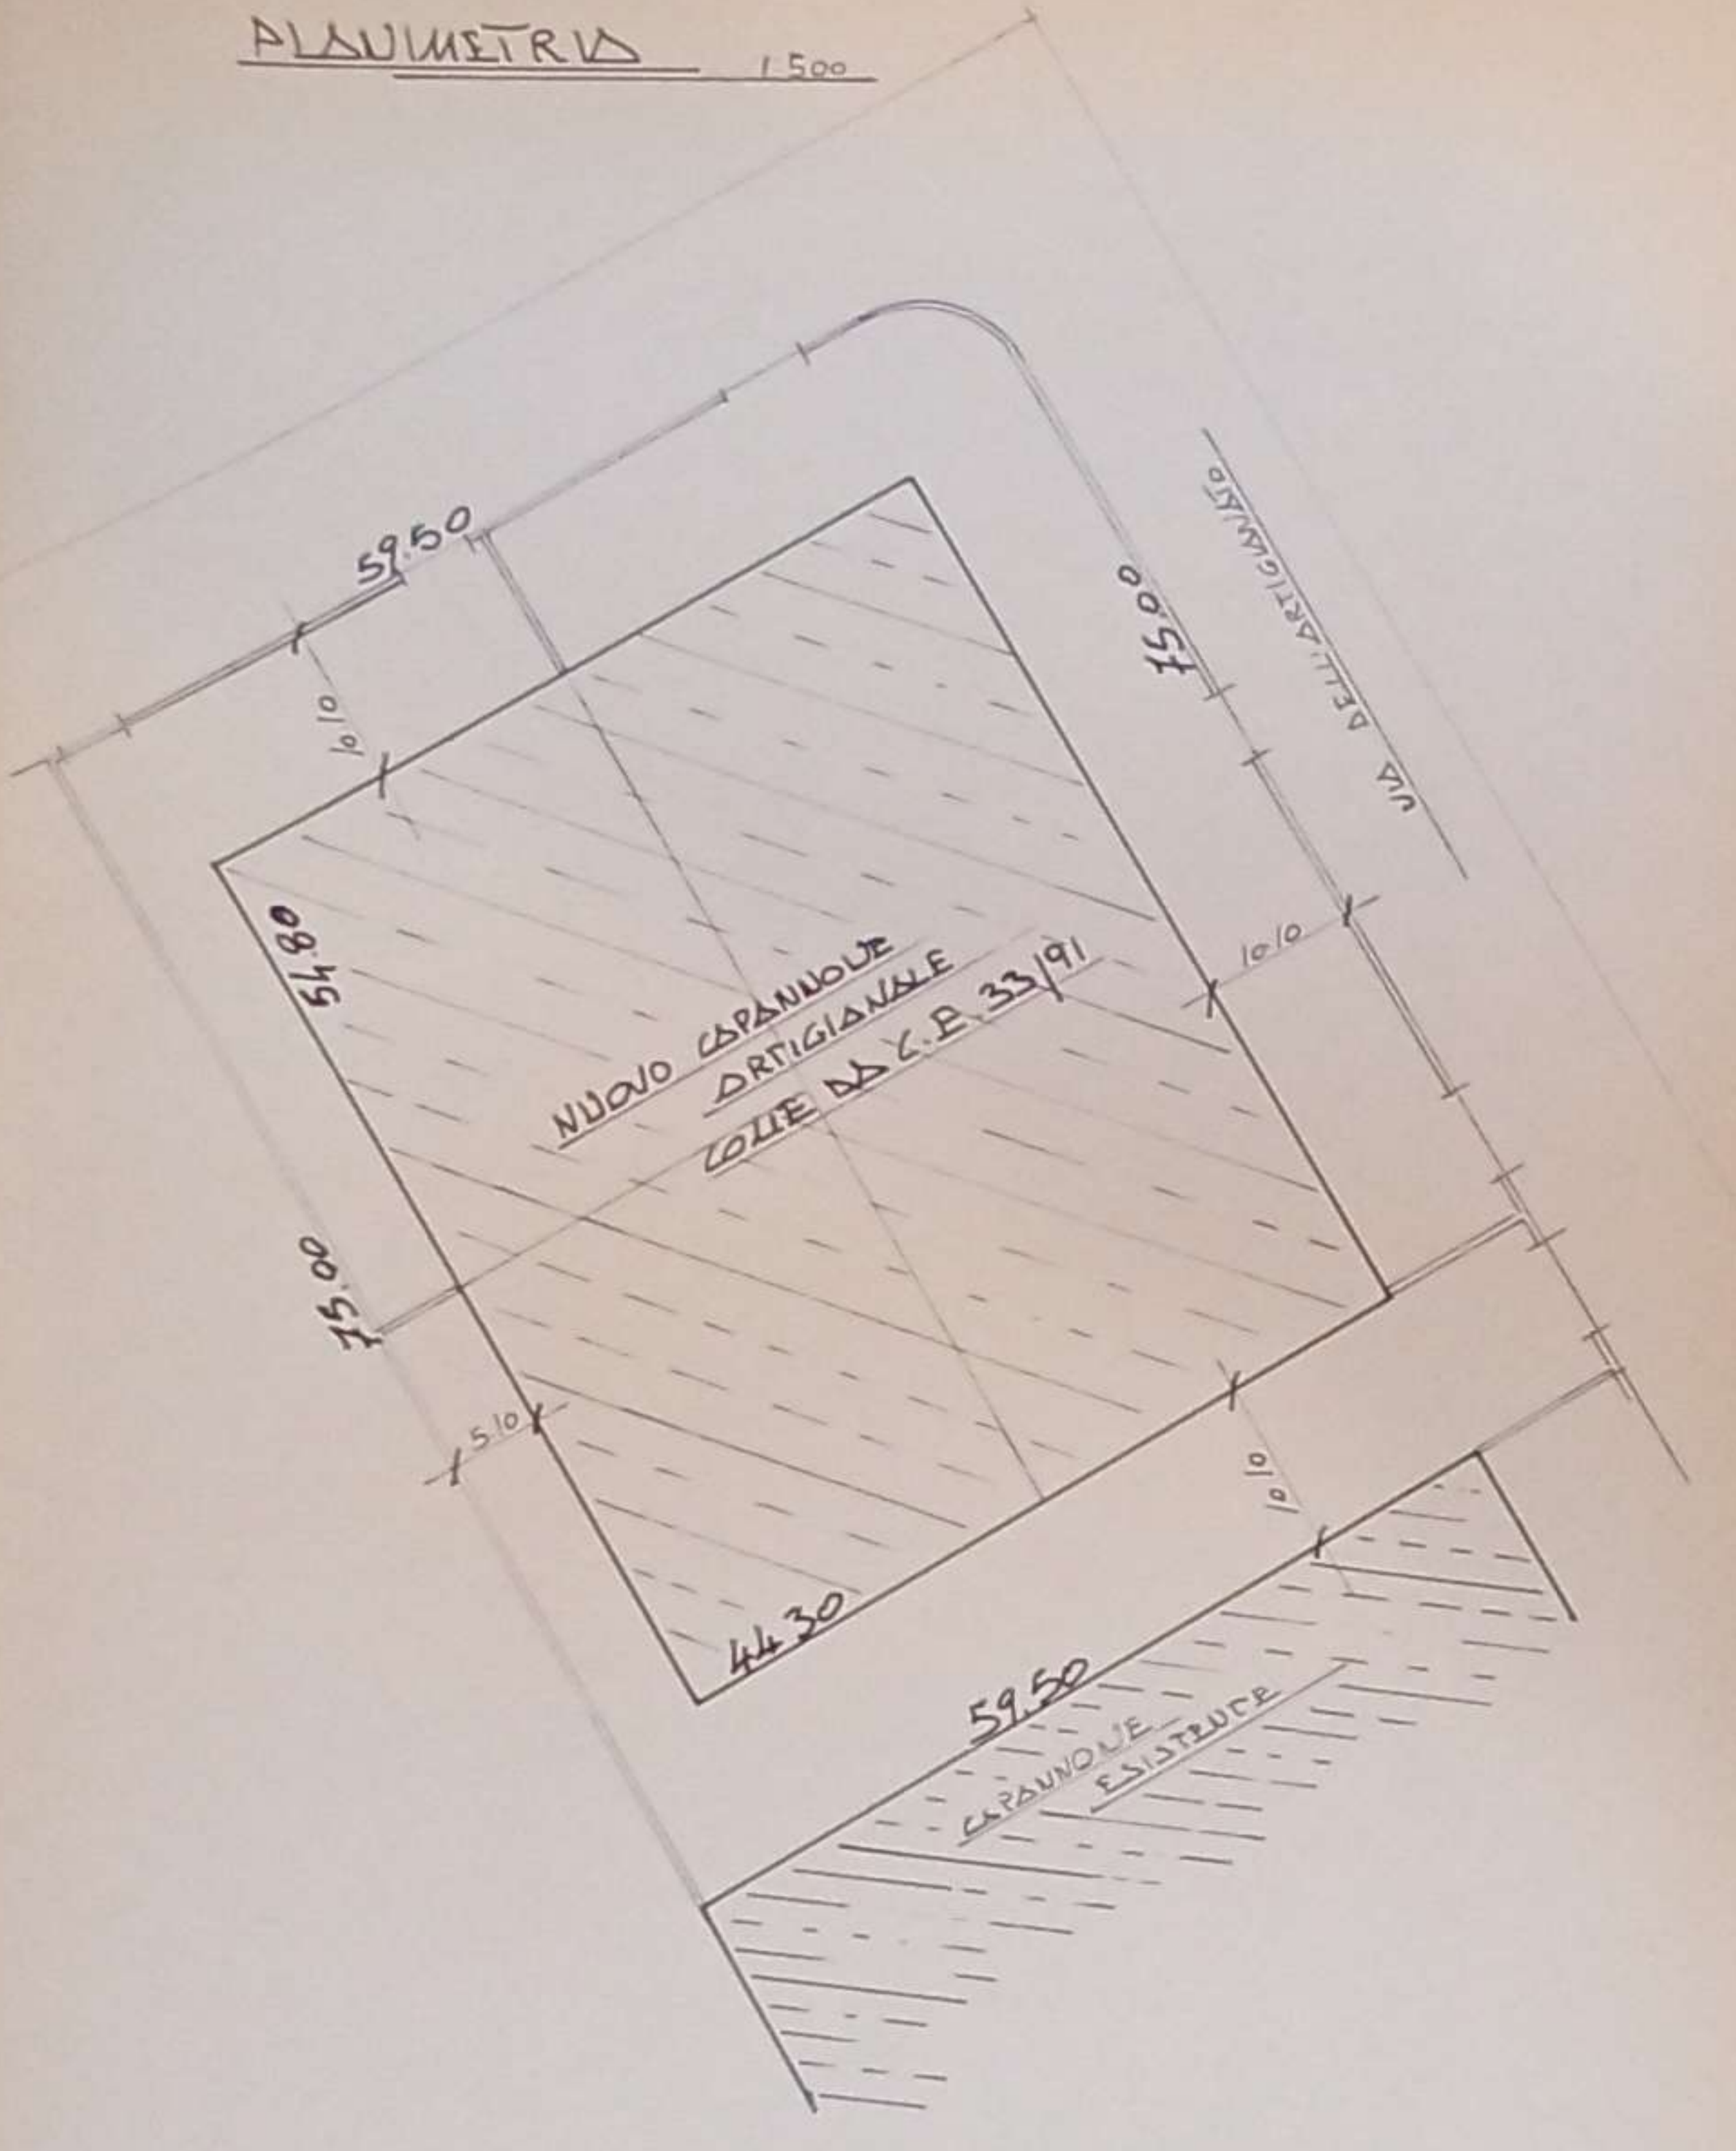 PLANIMETRIA 1:500
59.50
10.10
75.00
VIA DELL'ARTIGIANATO
54.80
10.10
NUOVO CAPANNONE
ARTIGIANALE
COME DA C.E. 33/91
75.00
5.10
10.10
44.30
59.50
CAPANNONE
ESISTENTE